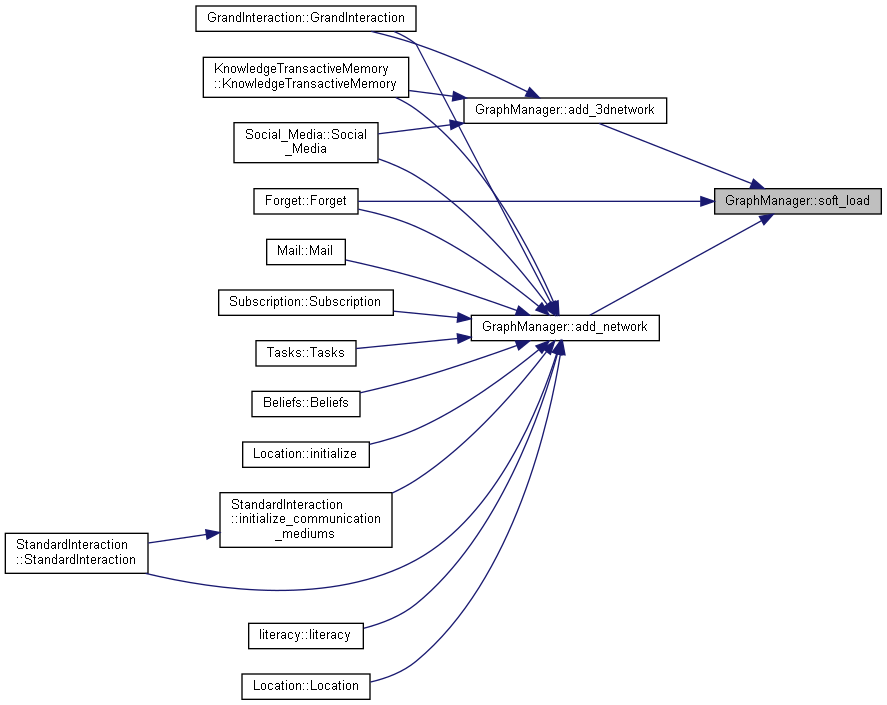 GrandInteraction::GrandInteraction
KnowledgeTransactiveMemory
::KnowledgeTransactiveMemory
GraphManager::add_3dnetwork
Social_Media::Social
_Media
Forget::Forget
GraphManager::soft_load
Mail::Mail
Subscription::Subscription
GraphManager::add_network
Tasks::Tasks
Beliefs::Beliefs
Location::initialize
StandardInteraction
::initialize_communication
_mediums
StandardInteraction
::StandardInteraction
literacy::literacy
Location::Location